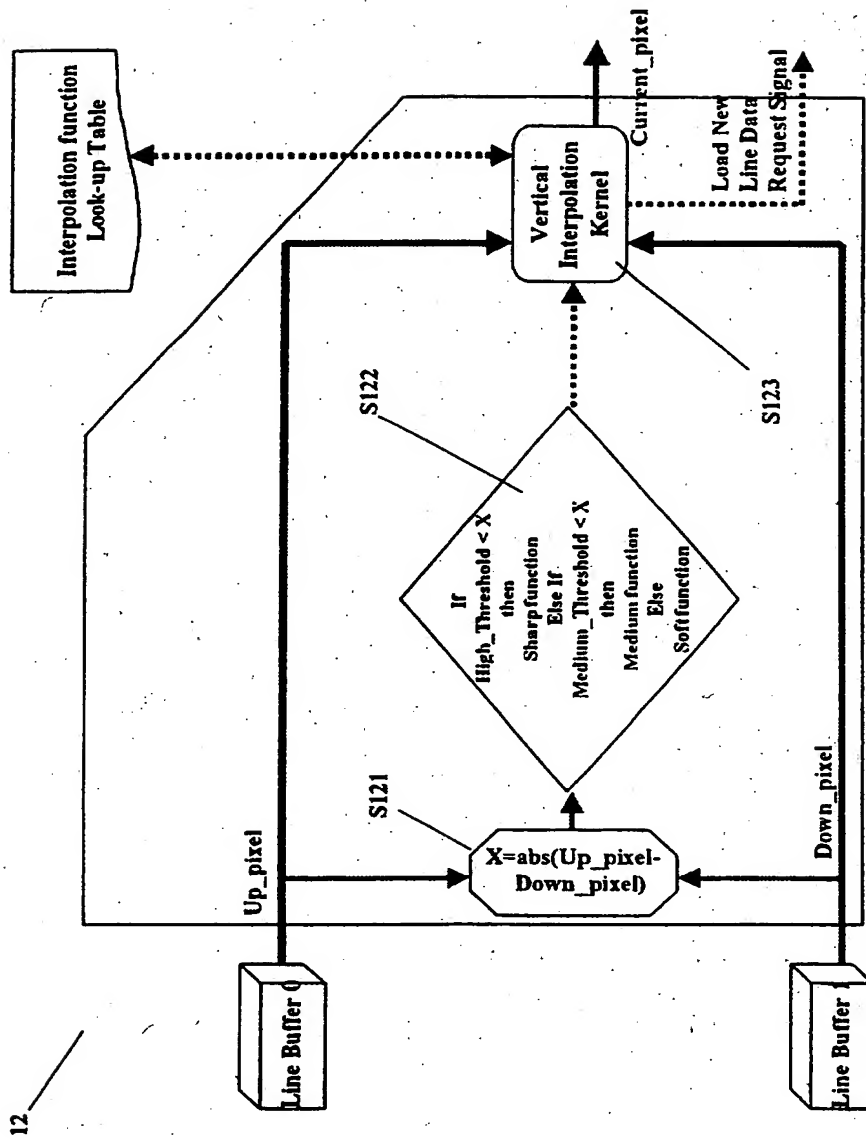 12
Line Buffer 0
Line Buffer 1
Up_pixel
Down_pixel
S121
X=abs(Up_pixel-
Down_pixel)
S122
If
High_Threshold < X
then
Sharp function
Else If
Medium_Threshold < X
then
Medium function
Else
Soft function
S123
Vertical
Interpolation
Kernel
Interpolation function
Look-up Table
Current_pixel
Load New
Line Data
Request Signal